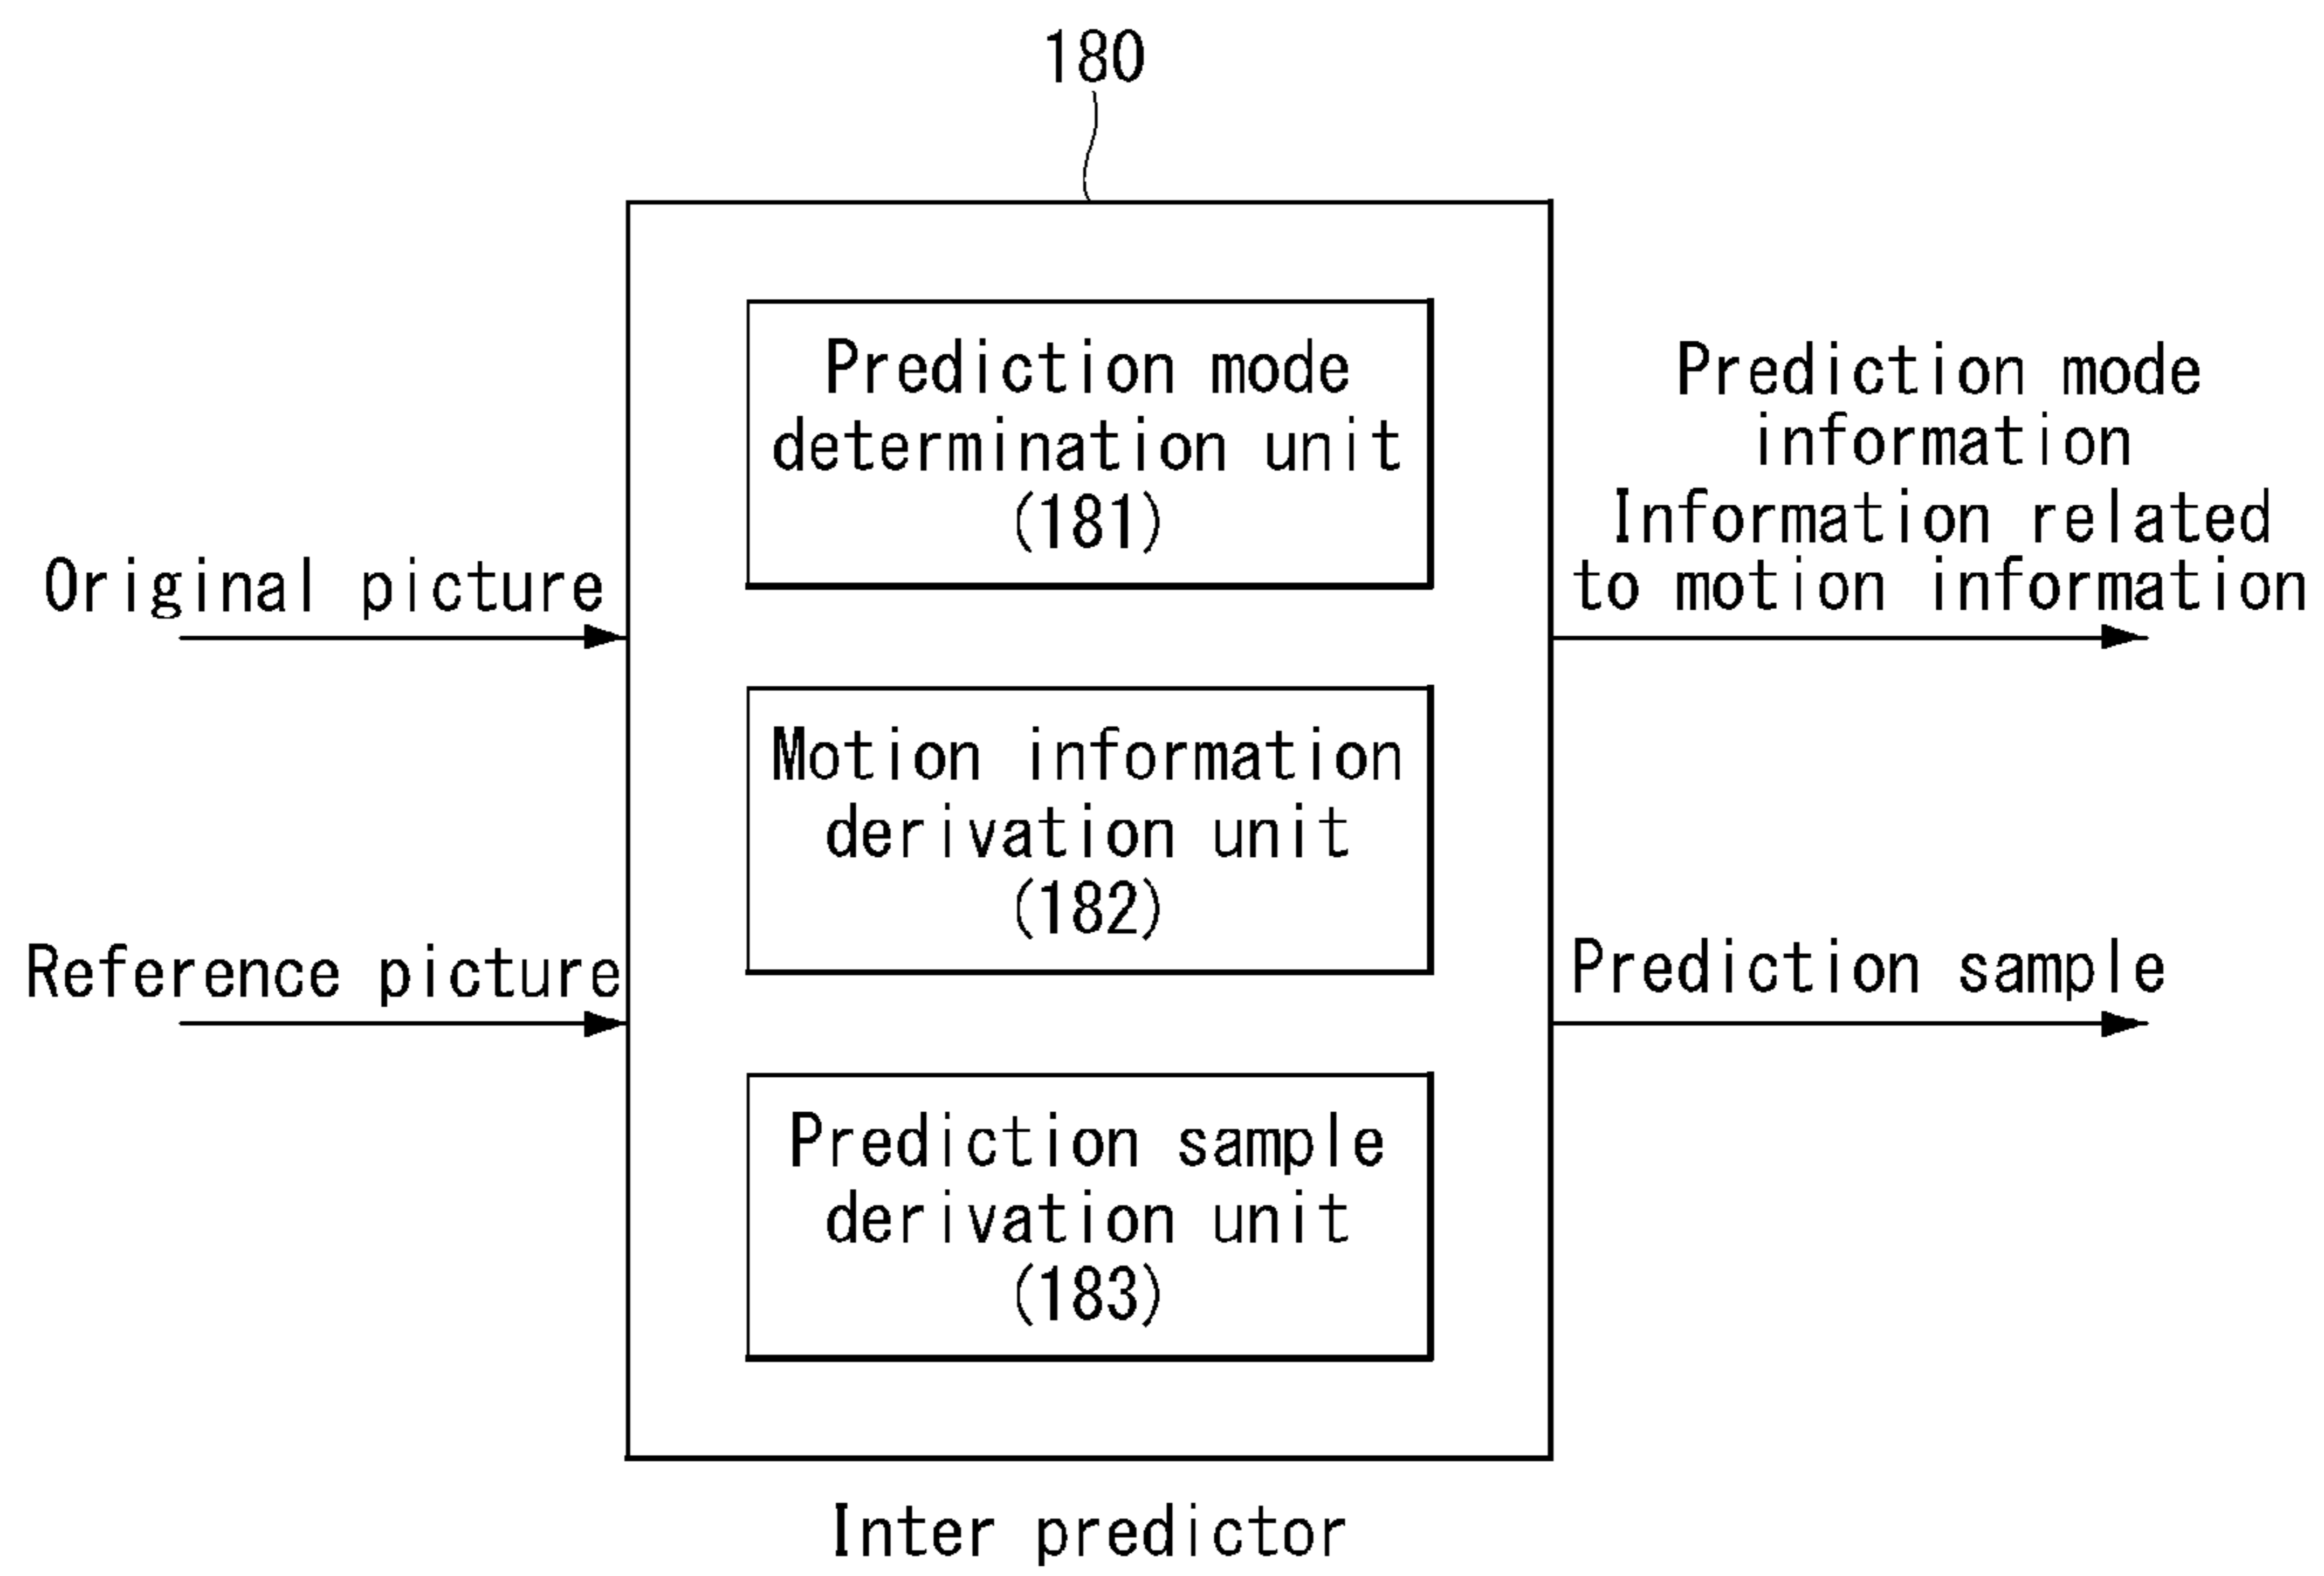 180
Prediction mode
determination unit
(181)
Prediction mode
information
Information related
to motion information
Original picture
Motion information
derivation unit
(182)
Reference picture
Prediction sample
Prediction sample
derivation unit
(183)
Inter predictor